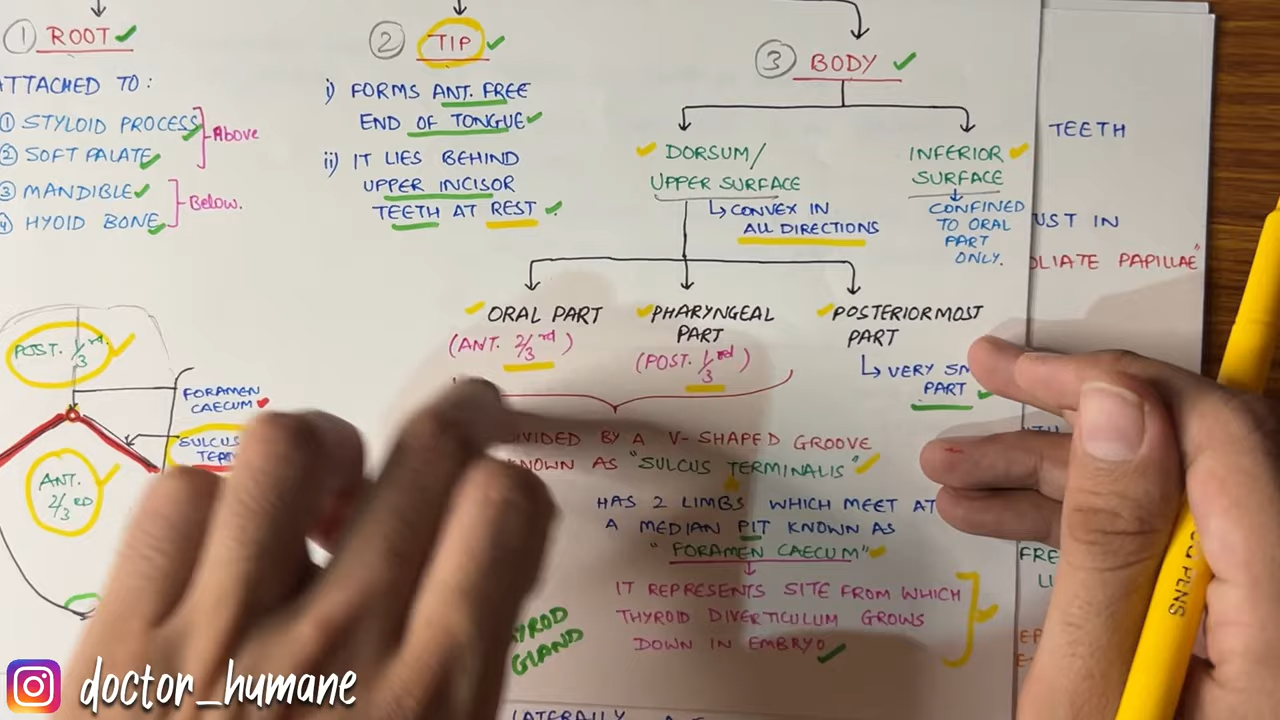 ① ROOT
ATTACHED TO:
① STYLOID PROCESS
② SOFT PALATE
Above
③ MANDIBLE
④ HYOID BONE
Below.
② TIP
i) FORMS ANT. FREE
END OF TONGUE
ii) IT LIES BEHIND
UPPER INCISOR
TEETH AT REST.
③ BODY
DORSUM/
UPPER SURFACE
CONVEX IN
ALL DIRECTIONS
INFERIOR
SURFACE
CONFINED
TO ORAL
PART
ONLY.
ORAL PART
(ANT. 2/3rd)
PHARYNGEAL
PART
(POST. 1/3rd)
POSTERIORMOST
PART
VERY
PART
BY A V-SHAPED GROOVE
AS "SULCUS TERMINALIS"
HAS 2 LIMBS WHICH MEET AT
A MEDIAN PIT KNOWN AS
"FORAMEN CAECUM"
IT REPRESENTS SITE FROM WHICH
THYROID DIVERTICULUM GROWS
DOWN IN EMBRYO
GLAND
POST. 1/3rd.
FORAMEN
CAECUM
SULCUS
ANT.
2/3RD
TEETH
IN
PAPILLAE"
PENS
doctor_humane